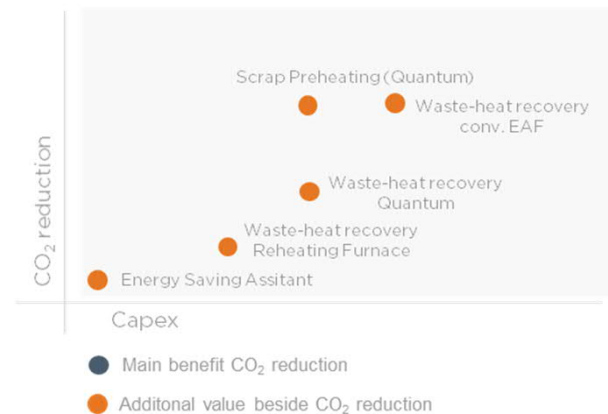 Scrap Preheating (Quantum)
Waste-heat recovery
conv. EAF
Waste-heat recovery
Quantum
Waste-heat recovery
Reheating Furnace
Energy Saving Assitant
CO₂ reduction
Capex
Main benefit CO₂ reduction
Additonal value beside CO₂ reduction